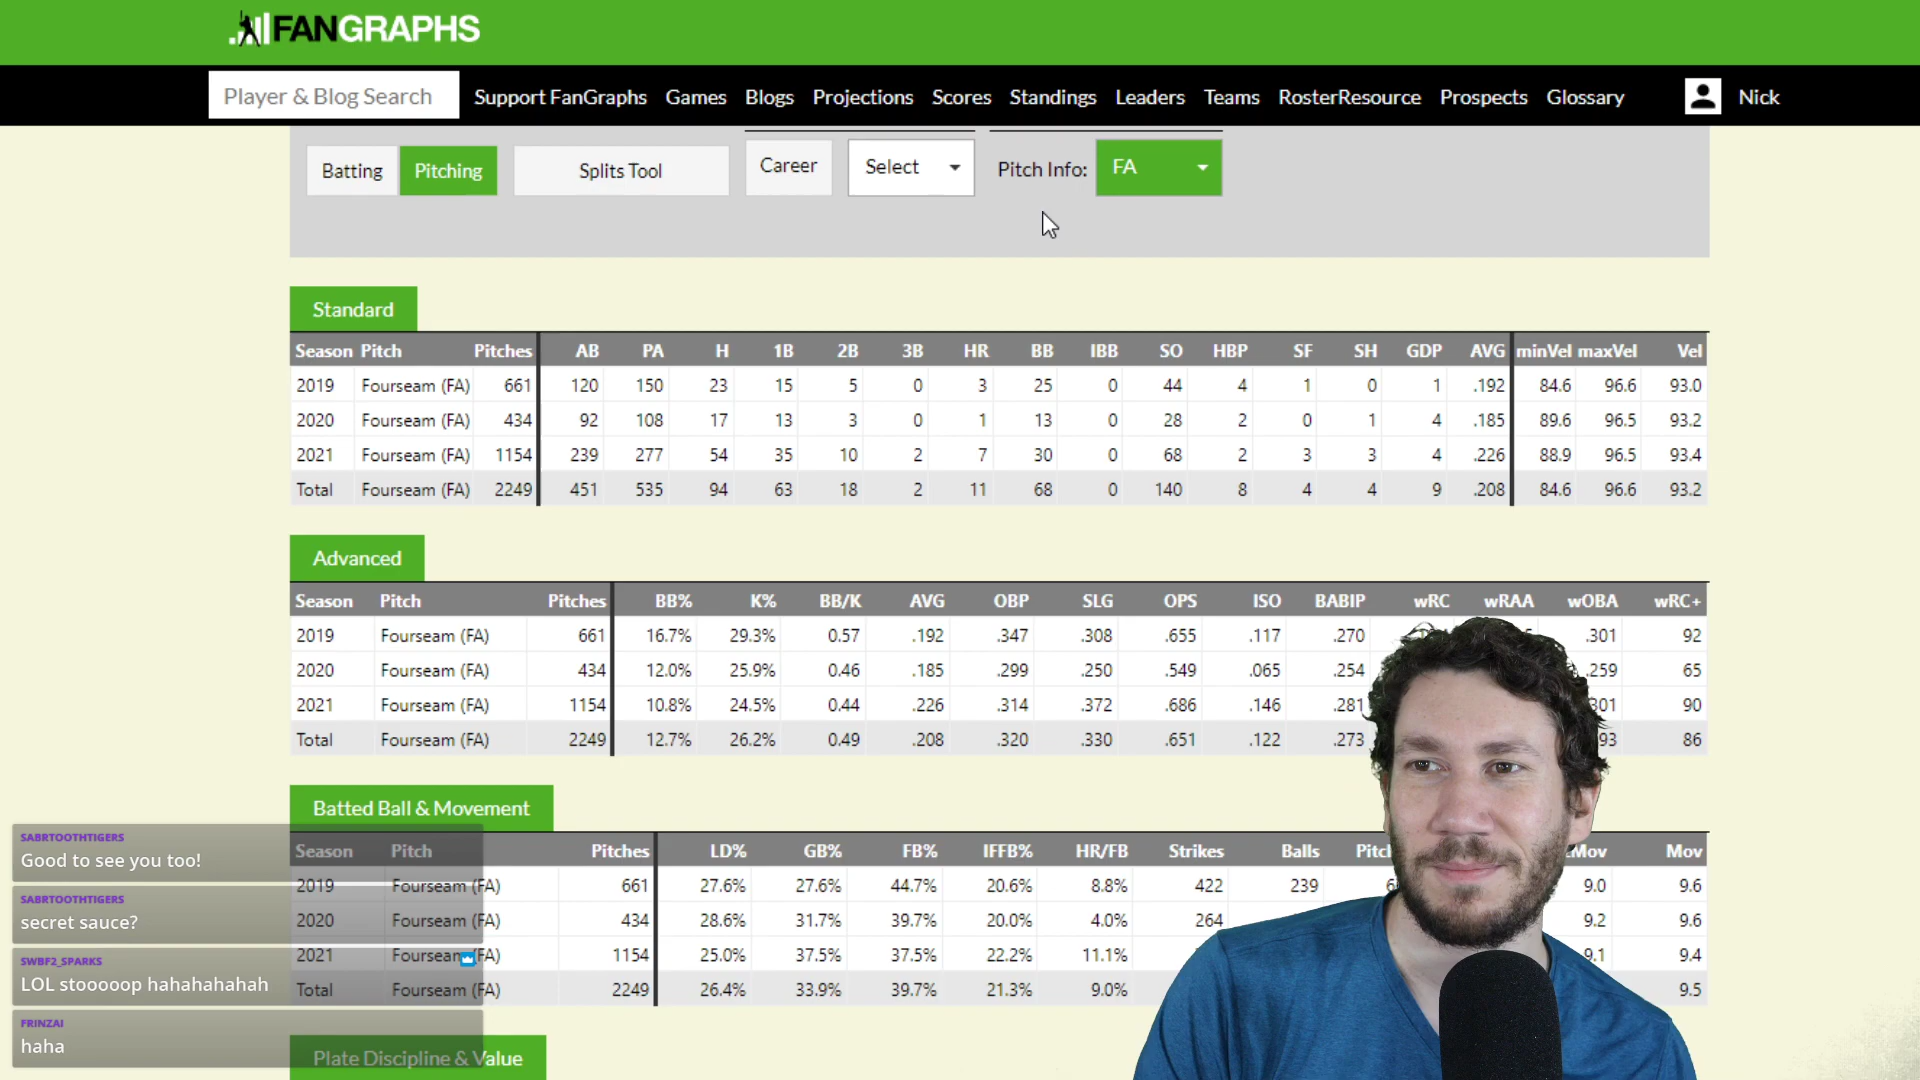 FANGRAPHS
Player & Blog Search Support FanGraphs Games Blogs Projections Scores Standings Leaders Teams RosterResource Prospects Glossary Nick
Batting Pitching Splits Tool Career Select Pitch Info: FA
Standard
Season Pitch Pitches AB PA H 1B 2B 3B HR BB IBB SO HBP SF SH GDP AVG minVel maxVel Vel
2019 Fourseam (FA) 661 120 150 23 15 5 0 3 25 0 44 4 1 0 1 .192 84.6 96.6 93.0
2020 Fourseam (FA) 434 92 108 17 13 3 0 1 13 0 28 2 0 1 4 .185 89.6 96.5 93.2
2021 Fourseam (FA) 1154 239 277 54 35 10 2 7 30 0 68 2 3 3 4 .226 88.9 96.5 93.4
Total Fourseam (FA) 2249 451 535 94 63 18 2 11 68 0 140 8 4 4 9 .208 84.6 96.6 93.2
Advanced
Season Pitch Pitches BB% K% BB/K AVG OBP SLG OPS ISO BABIP wRC wRAA wOBA wRC+
2019 Fourseam (FA) 661 16.7% 29.3% 0.57 .192 .347 .308 .655 .117 .270 .301 92
2020 Fourseam (FA) 434 12.0% 25.9% 0.46 .185 .299 .250 .549 .065 .254 .259 65
2021 Fourseam (FA) 1154 10.8% 24.5% 0.44 .226 .314 .372 .686 .146 .281 301 90
Total Fourseam (FA) 2249 12.7% 26.2% 0.49 .208 .320 .330 .651 .122 .273 93 86
Batted Ball & Movement
Season Pitch Pitches LD% GB% FB% IFFB% HR/FB Strikes Balls Mov Mov
2019 Fourseam (FA) 661 27.6% 27.6% 44.7% 20.6% 8.8% 422 239 9.0 9.6
2020 Fourseam (FA) 434 28.6% 31.7% 39.7% 20.0% 4.0% 264 9.2 9.6
2021 Fourseam (FA) 1154 25.0% 37.5% 37.5% 22.2% 11.1% 9.1 9.4
Total Fourseam (FA) 2249 26.4% 33.9% 39.7% 21.3% 9.0% 9.5
Plate Discipline & Value
SABRTOOTHTIGERS
Good to see you too!
SABRTOOTHTIGERS
secret sauce?
SWBF2_SPARKS
LOL stooooop hahahahahah
FRINZAI
haha